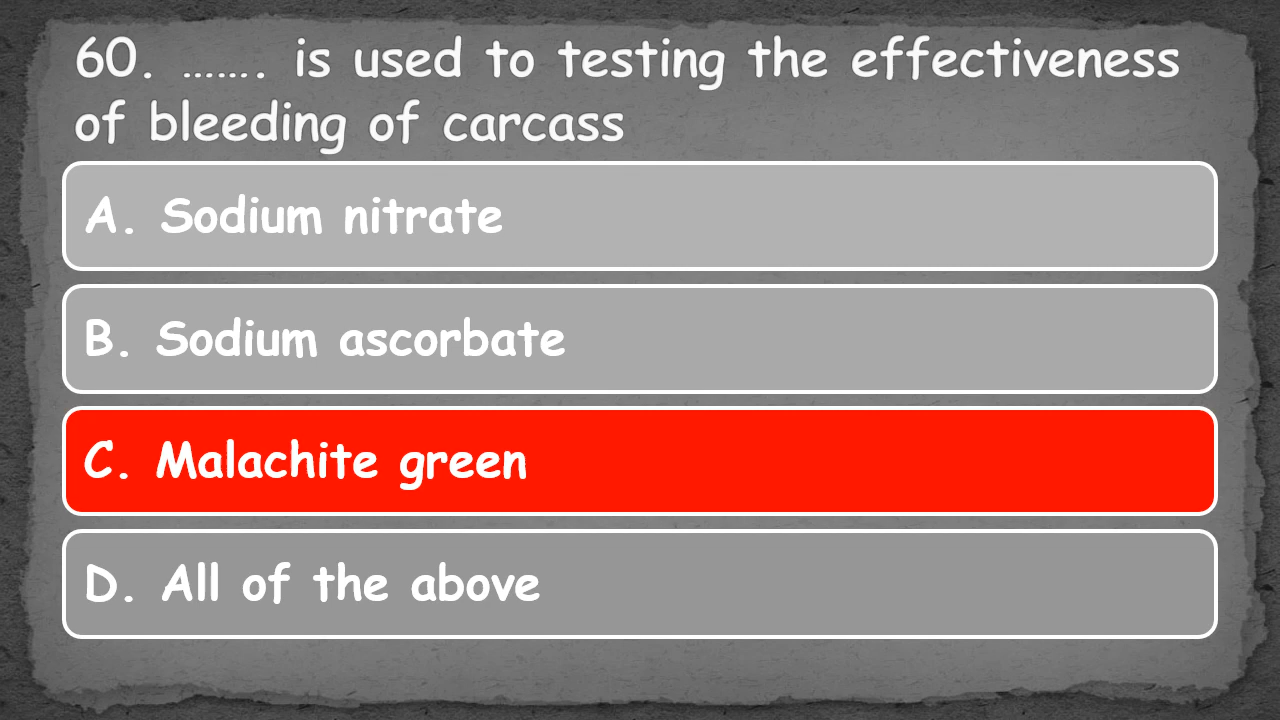 60. ……. is used to testing the effectiveness
of bleeding of carcass
A. Sodium nitrate
B. Sodium ascorbate
C. Malachite green
D. All of the above